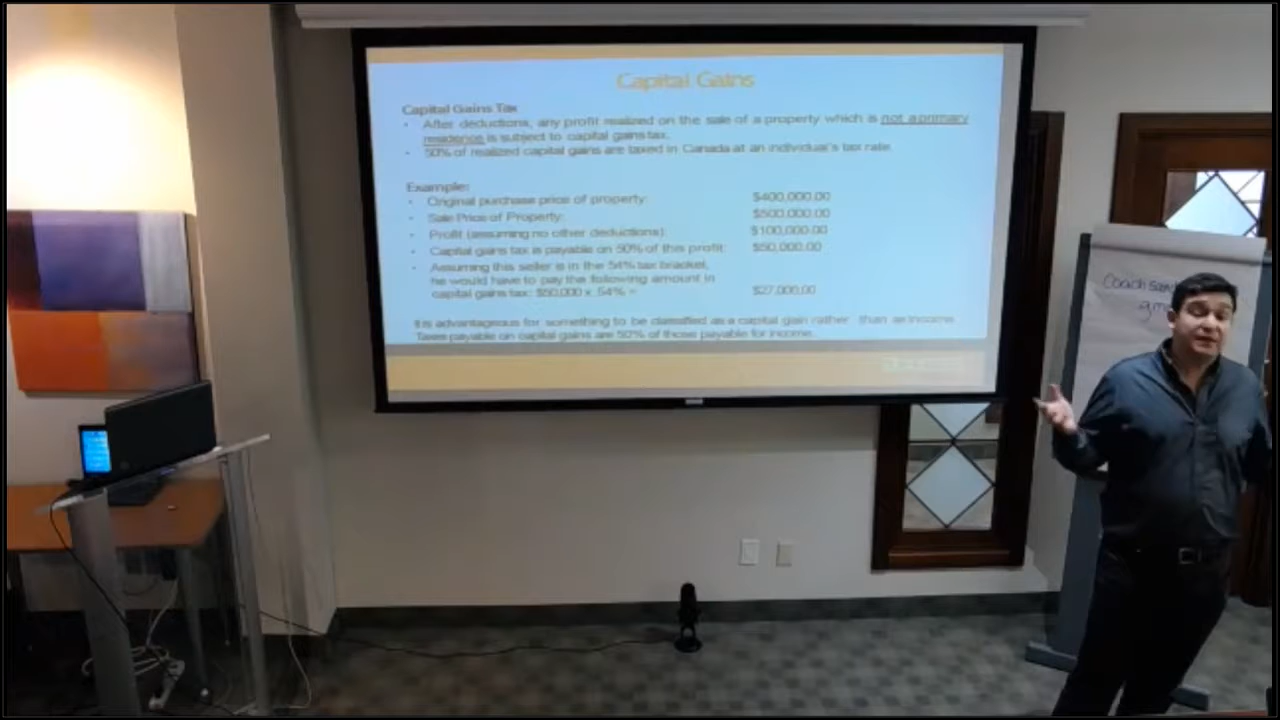 Capital Gains
Capital Gains Tax
• After deductions, any profit realized on the sale of a property which is not a primary
residence is subject to capital gains tax.
• 50% of realized capital gains are taxed in Canada at an individual's tax rate.
Example:
• Original purchase price of property: $400,000.00
• Sale Price of Property: $500,000.00
• Profit (assuming no other deductions): $100,000.00
• Capital gains tax is payable on 50% of this profit: $50,000.00
• Assuming this seller is in the 54% tax bracket,
he would have to pay the following amount in
capital gains tax: $50,000 x .54% = $27,000.00
It is advantageous for something to be classified as a capital gain rather than as income.
Taxes payable on capital gains are 50% of those payable for income.
Coach